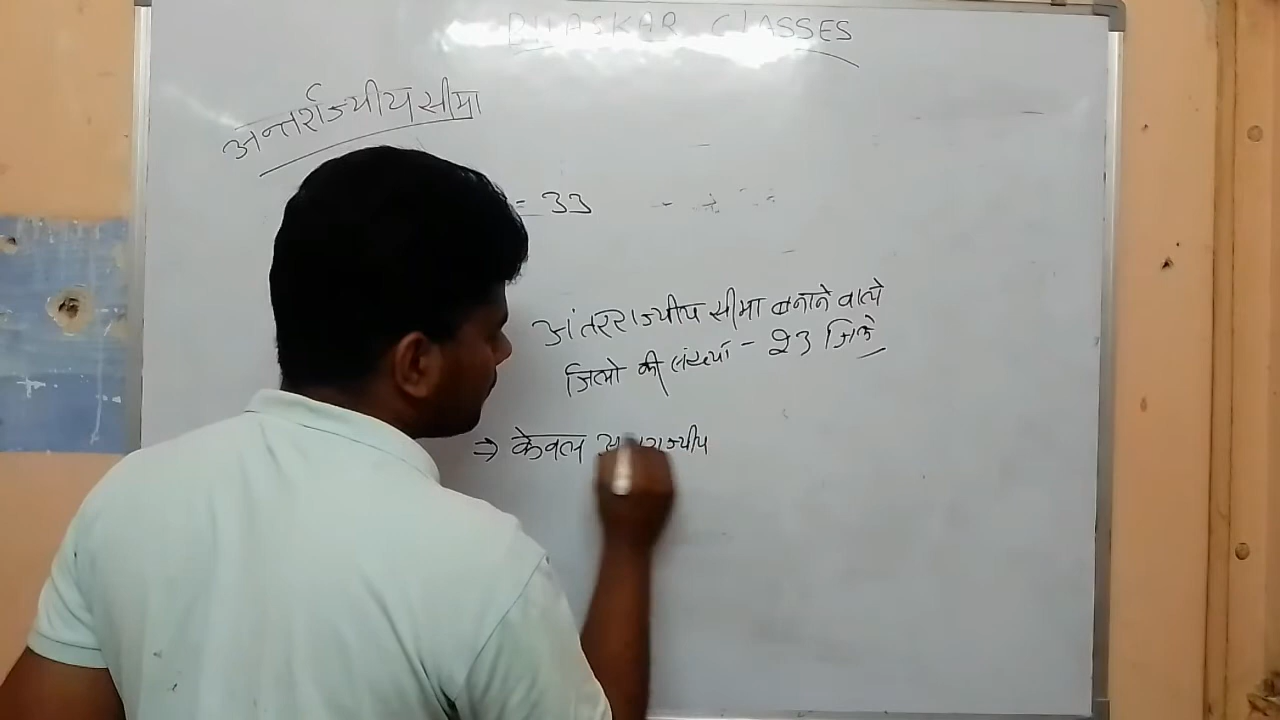 BHASKAR CLASSES
अन्तर्राज्यीय सीमा
= 33
अंतरराज्यीय सीमा बनाने वाले
जिलो की संख्या - 23 जिले
⇒ केवल